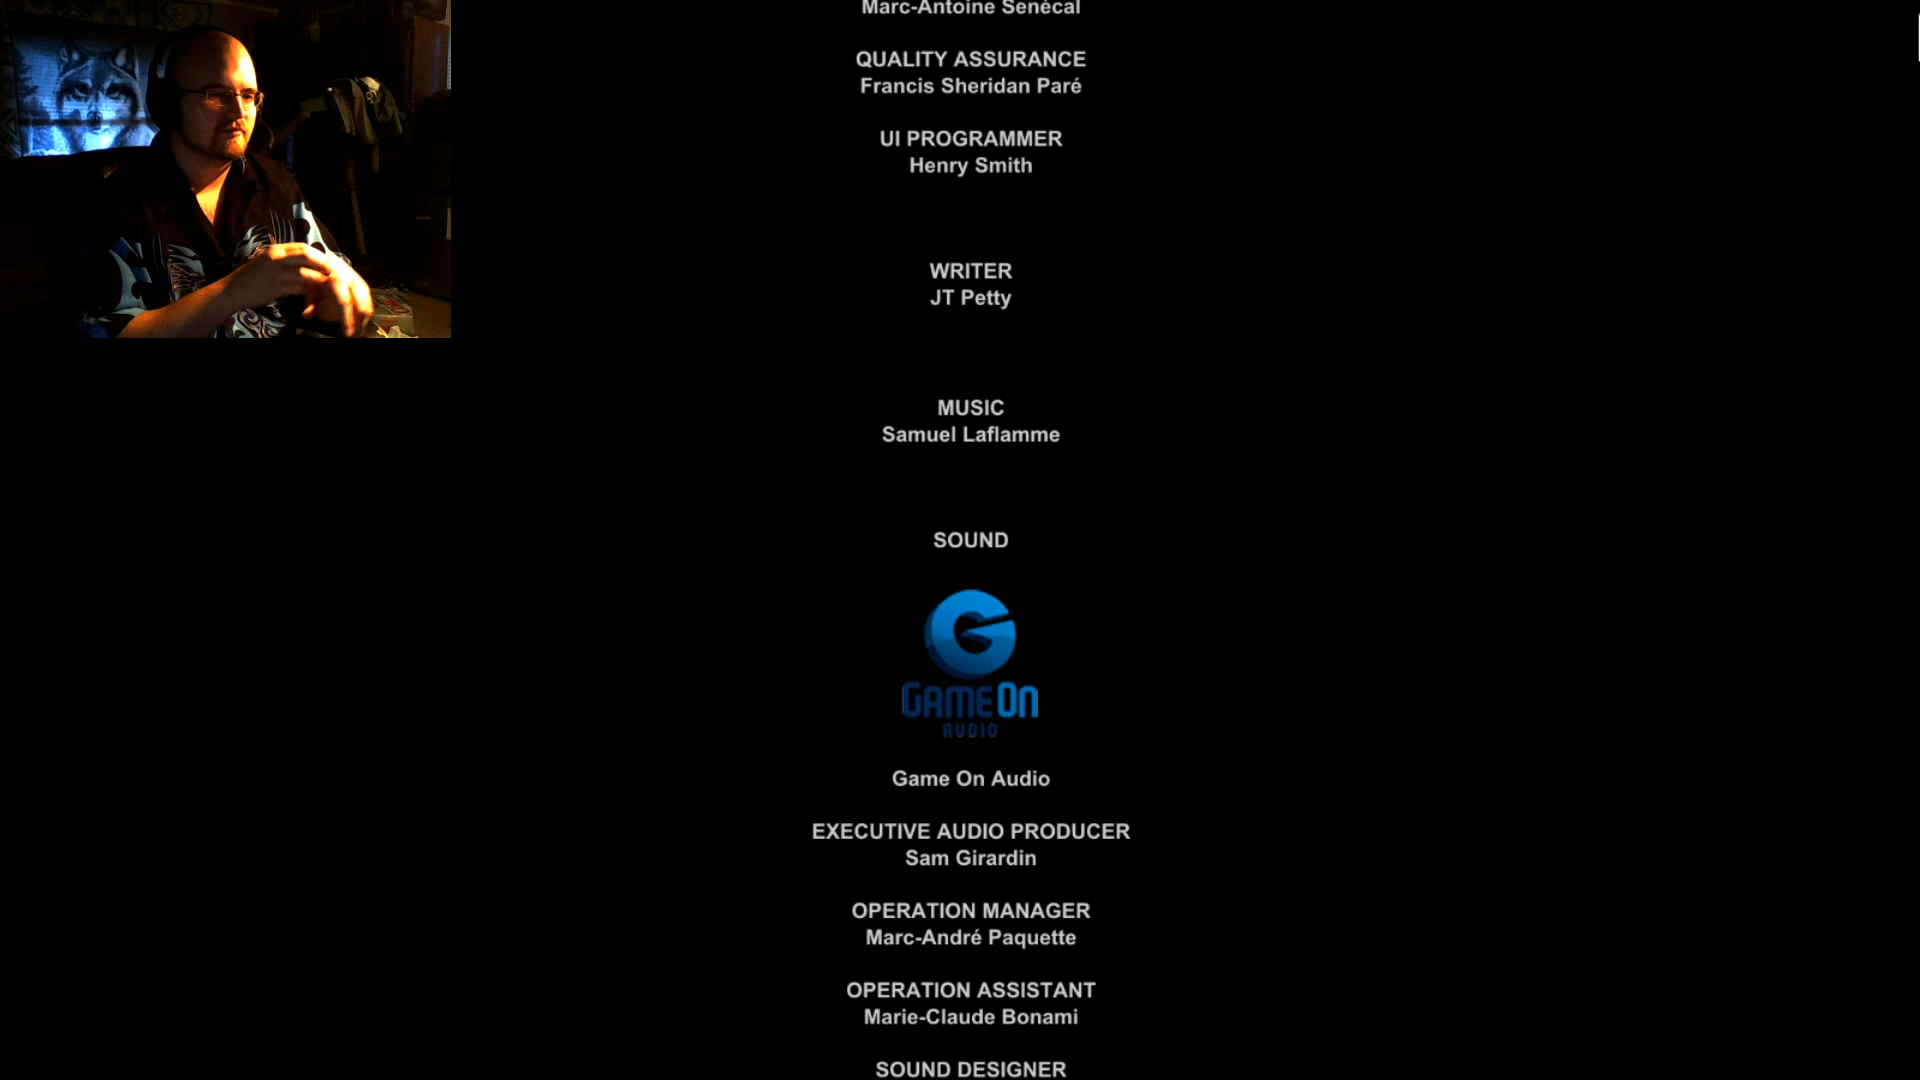 Marc-Antoine Senécal
QUALITY ASSURANCE
Francis Sheridan Paré
UI PROGRAMMER
Henry Smith
WRITER
JT Petty
MUSIC
Samuel Laflamme
SOUND
GAMEON
AUDIO
Game On Audio
EXECUTIVE AUDIO PRODUCER
Sam Girardin
OPERATION MANAGER
Marc-André Paquette
OPERATION ASSISTANT
Marie-Claude Bonami
SOUND DESIGNER